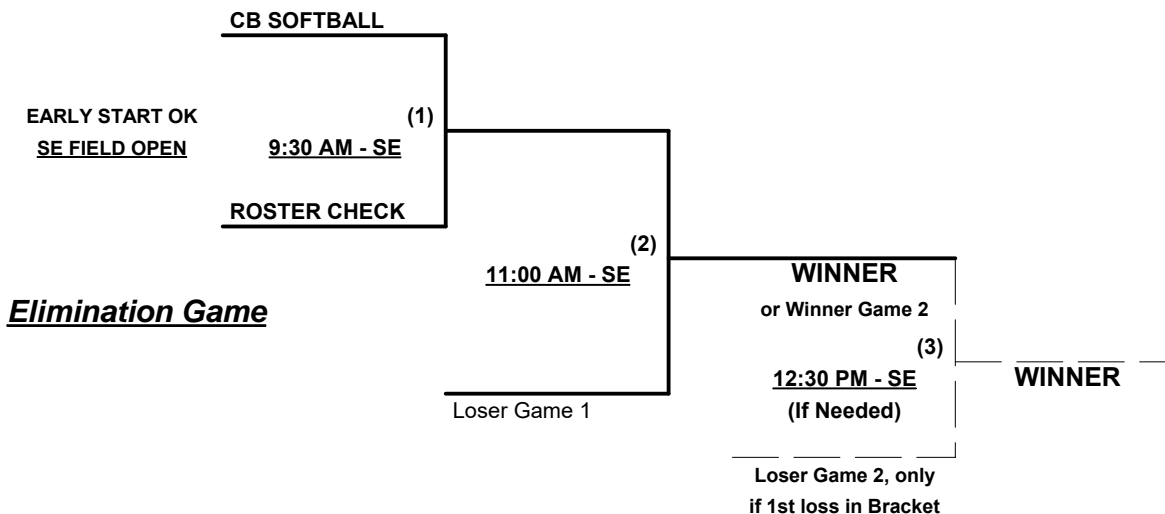 CB SOFTBALL
EARLY START OK
(1)
SE FIELD OPEN
9:30 AM - SE
ROSTER CHECK
(2)
11:00 AM - SE
WINNER
Elimination Game
or Winner Game 2
(3)
12:30 PM - SE
WINNER
Loser Game 1
(If Needed)
Loser Game 2, only
if 1st loss in Bracket